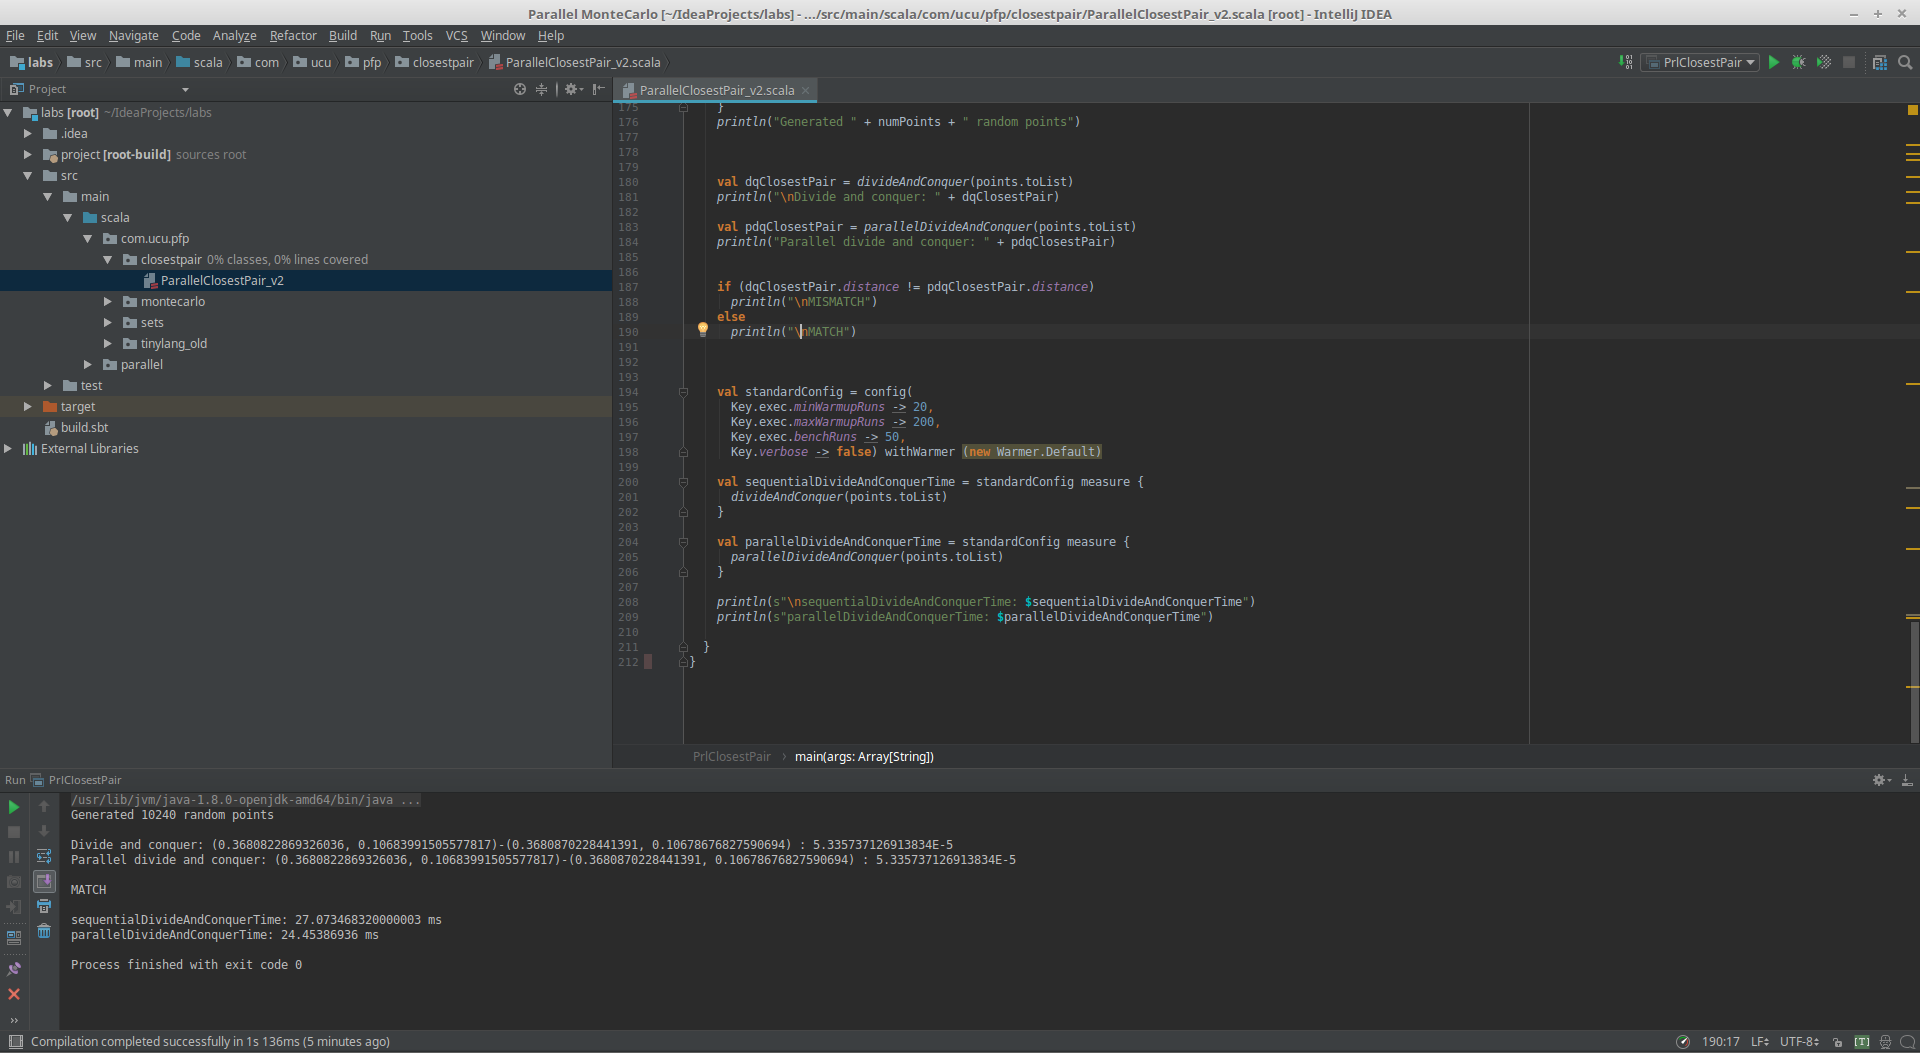 Parallel MonteCarlo [~/IdeaProjects/labs] - .../src/main/scala/com/ucu/pfp/closestpair/ParallelClosestPair_v2.scala [root] - IntelliJ IDEA
File Edit View Navigate Code Analyze Refactor Build Run Tools VCS Window Help
labs src main scala com ucu pfp closestpair ParallelClosestPair_v2.scala PrlClosestPair
Project
labs [root] ~/IdeaProjects/labs
.idea
project [root-build] sources root
src
main
scala
com.ucu.pfp
closestpair 0% classes, 0% lines covered
ParallelClosestPair_v2
montecarlo
sets
tinylang_old
parallel
test
target
build.sbt
External Libraries
ParallelClosestPair_v2.scala
175 }
176 println("Generated " + numPoints + " random points")
177
178
179
180 val dqClosestPair = divideAndConquer(points.toList)
181 println("\nDivide and conquer: " + dqClosestPair)
182
183 val pdqClosestPair = parallelDivideAndConquer(points.toList)
184 println("Parallel divide and conquer: " + pdqClosestPair)
185
186
187 if (dqClosestPair.distance != pdqClosestPair.distance)
188 println("\nMISMATCH")
189 else
190 println("\nMATCH")
191
192
193
194 val standardConfig = config(
195 Key.exec.minWarmupRuns -> 20,
196 Key.exec.maxWarmupRuns -> 200,
197 Key.exec.benchRuns -> 50,
198 Key.verbose -> false) withWarmer (new Warmer.Default)
199
200 val sequentialDivideAndConquerTime = standardConfig measure {
201 divideAndConquer(points.toList)
202 }
203
204 val parallelDivideAndConquerTime = standardConfig measure {
205 parallelDivideAndConquer(points.toList)
206 }
207
208 println(s"\nsequentialDivideAndConquerTime: $sequentialDivideAndConquerTime")
209 println(s"parallelDivideAndConquerTime: $parallelDivideAndConquerTime")
210
211 }
212 }
PrlClosestPair › main(args: Array[String])
Run PrlClosestPair
/usr/lib/jvm/java-1.8.0-openjdk-amd64/bin/java ...
Generated 10240 random points
Divide and conquer: (0.3680822869326036, 0.10683991505577817)-(0.3680870228441391, 0.10678676827590694) : 5.335737126913834E-5
Parallel divide and conquer: (0.3680822869326036, 0.10683991505577817)-(0.3680870228441391, 0.10678676827590694) : 5.335737126913834E-5
MATCH
sequentialDivideAndConquerTime: 27.073468320000003 ms
parallelDivideAndConquerTime: 24.45386936 ms
Process finished with exit code 0
Compilation completed successfully in 1s 136ms (5 minutes ago) 190:17 LF UTF-8 [T]